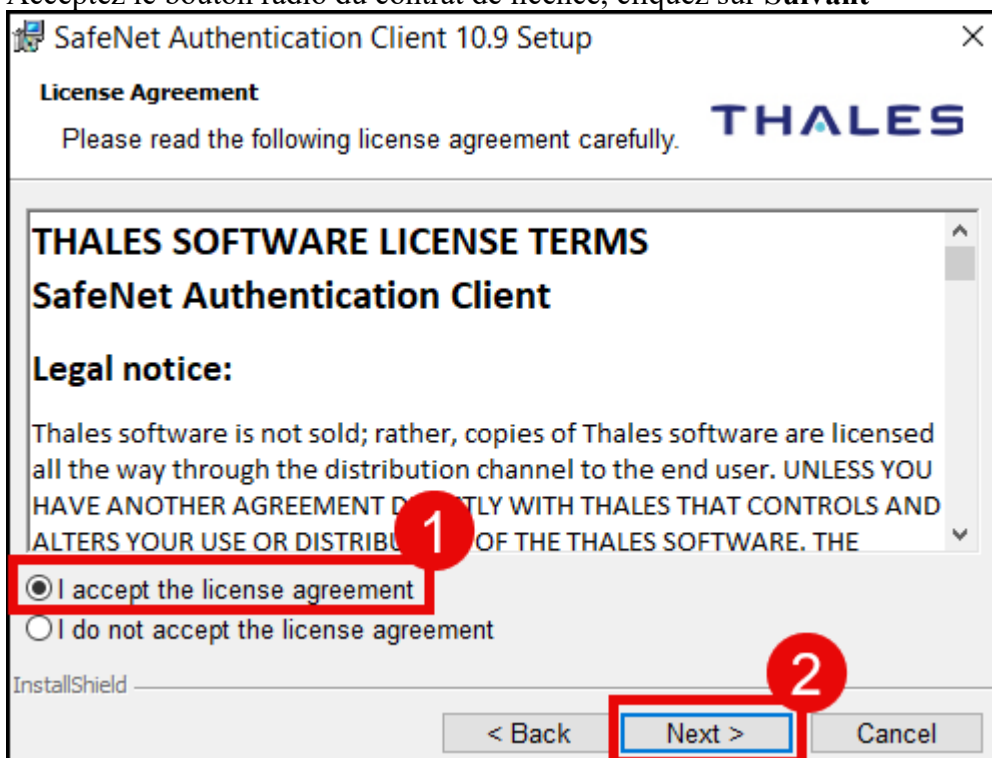 Acceptez le bouton radio du contrat de licence, cliquez sur Suivant
SafeNet Authentication Client 10.9 Setup
License Agreement
Please read the following license agreement carefully.
THALES
THALES SOFTWARE LICENSE TERMS
SafeNet Authentication Client
Legal notice:
Thales software is not sold; rather, copies of Thales software are licensed
all the way through the distribution channel to the end user. UNLESS YOU
HAVE ANOTHER AGREEMENT TLY WITH THALES THAT CONTROLS AND
ALTERS YOUR USE OR DISTRIBU OF THE THALES SOFTWARE. THE
1
I accept the license agreement
I do not accept the license agreement
2
InstallShield
< Back Next > Cancel